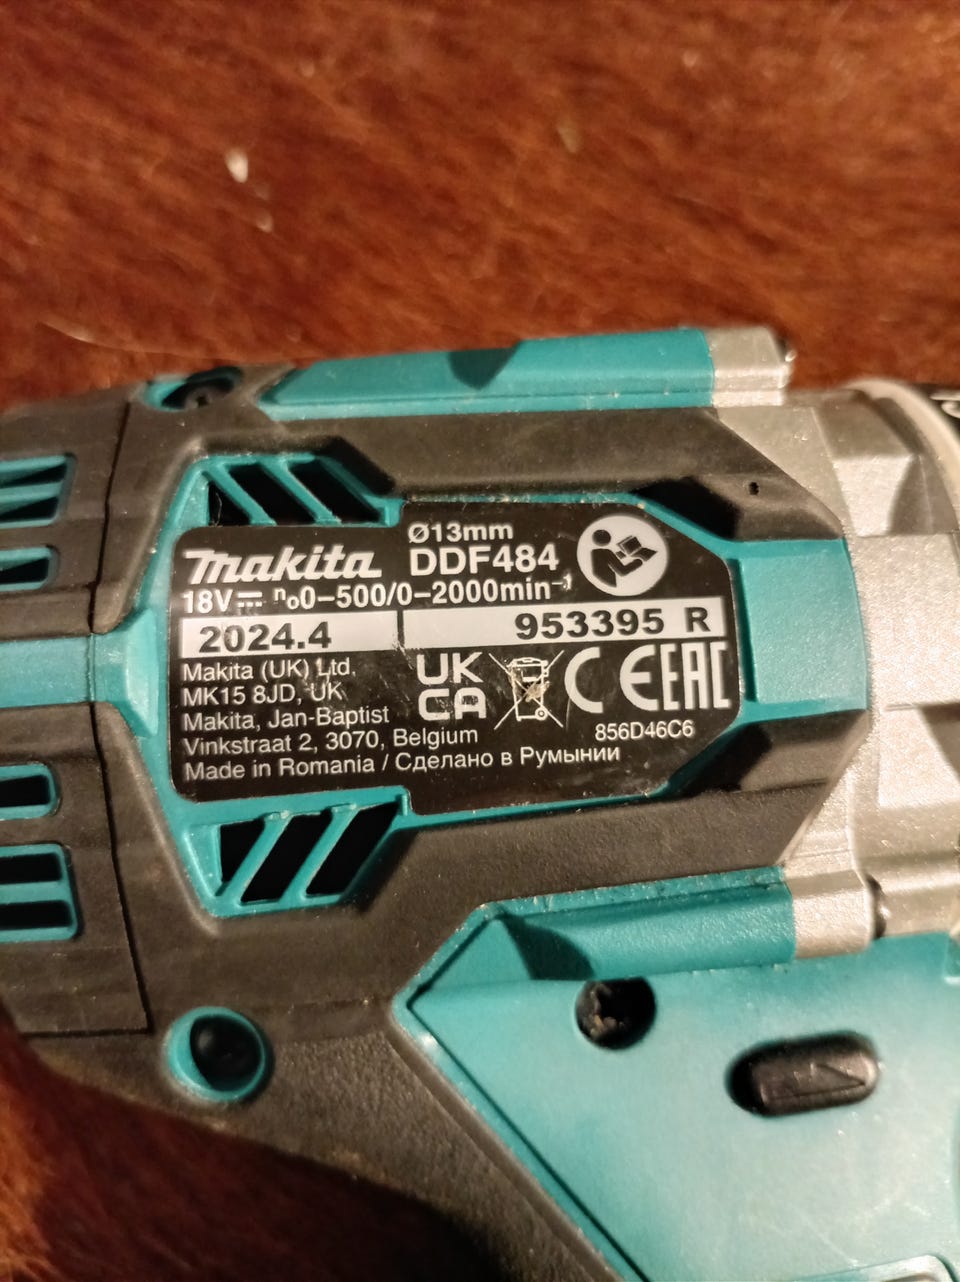 Ø13mm
makita DDF484
18V⎓ n₀0-500/0-2000min⁻¹
2024.4 953395 R
Makita (UK) Ltd.
MK15 8JD, UK
Makita, Jan-Baptist
Vinkstraat 2, 3070, Belgium
UK
CA
CE EAC
856D46C6
Made in Romania / Сделано в Румынии